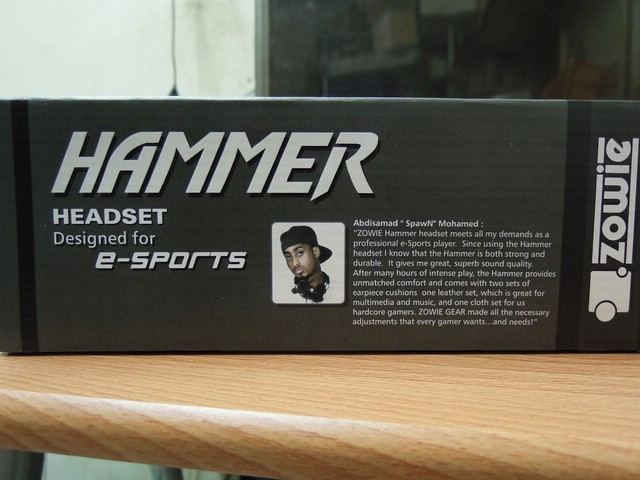 HAMMER
HEADSET
Designed for
e-sports
Abdisamad "SpawN" Mohamed :
"ZOWIE Hammer headset meets all my demands as a
professional e-Sports player. Since using the Hammer
headset I know that the Hammer is both strong and
durable. It gives me great, superb sound quality.
After many hours of intense play, the Hammer provides
unmatched comfort and comes with two sets of
earpiece cushions one leather set, which is great for
multimedia and music, and one cloth set for us
hardcore gamers. ZOWIE GEAR made all the necessary
adjustments that every gamer wants...and needs!"
ZOWIE